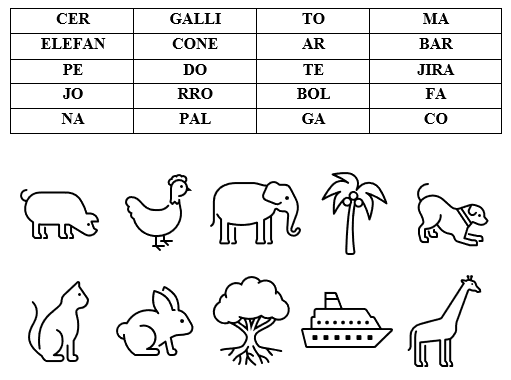 CER GALLI TO MA
ELEFAN CONE AR BAR
PE DO TE JIRA
JO RRO BOL FA
NA PAL GA CO